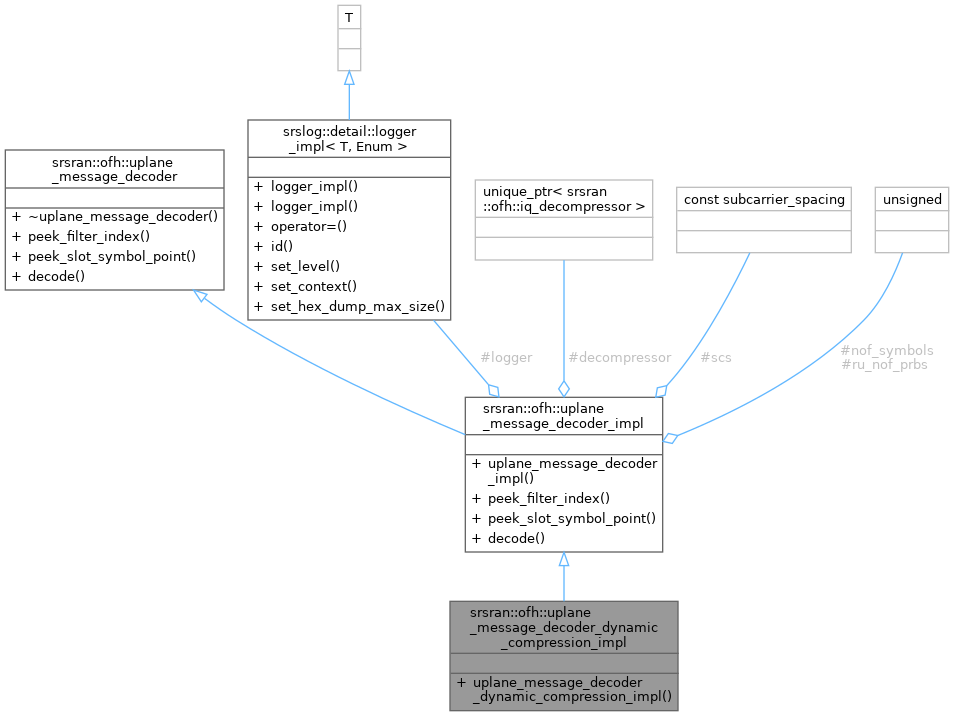 T
srslog::detail::logger
_impl< T, Enum >
+ logger_impl()
+ logger_impl()
+ operator=()
+ id()
+ set_level()
+ set_context()
+ set_hex_dump_max_size()
srsran::ofh::uplane
_message_decoder
+ ~uplane_message_decoder()
+ peek_filter_index()
+ peek_slot_symbol_point()
+ decode()
unique_ptr< srsran
::ofh::iq_decompressor >
const subcarrier_spacing
unsigned
#logger
#decompressor
#scs
#nof_symbols
#ru_nof_prbs
srsran::ofh::uplane
_message_decoder_impl
+ uplane_message_decoder
_impl()
+ peek_filter_index()
+ peek_slot_symbol_point()
+ decode()
srsran::ofh::uplane
_message_decoder_dynamic
_compression_impl
+ uplane_message_decoder
_dynamic_compression_impl()